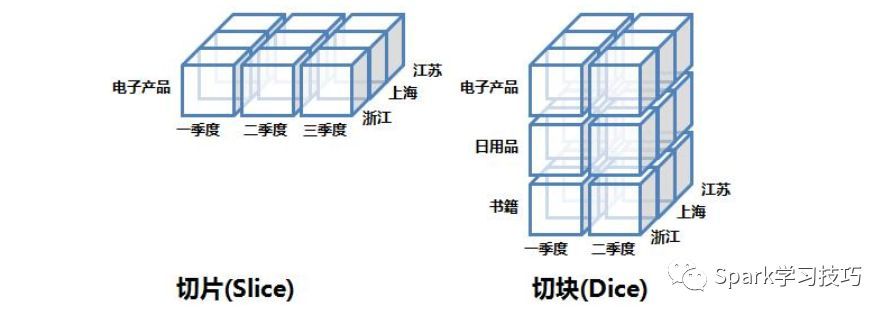 电子产品
江苏
上海
浙江
一季度 二季度 三季度
切片(Slice)
电子产品
日用品
书籍
江苏
上海
浙江
一季度 二季度
切块(Dice)
Spark学习技巧